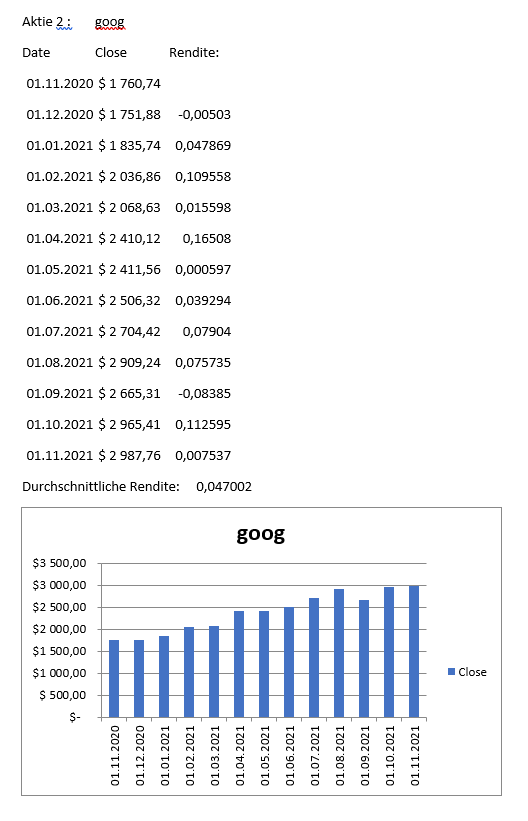 Aktie 2 : goog
Date Close Rendite:
01.11.2020 $ 1 760,74
01.12.2020 $ 1 751,88 -0,00503
01.01.2021 $ 1 835,74 0,047869
01.02.2021 $ 2 036,86 0,109558
01.03.2021 $ 2 068,63 0,015598
01.04.2021 $ 2 410,12 0,16508
01.05.2021 $ 2 411,56 0,000597
01.06.2021 $ 2 506,32 0,039294
01.07.2021 $ 2 704,42 0,07904
01.08.2021 $ 2 909,24 0,075735
01.09.2021 $ 2 665,31 -0,08385
01.10.2021 $ 2 965,41 0,112595
01.11.2021 $ 2 987,76 0,007537
Durchschnittliche Rendite: 0,047002
goog
$3 500,00
$3 000,00
$2 500,00
$2 000,00
$1 500,00
$1 000,00
$ 500,00
$-
Close
01.11.2020
01.12.2020
01.01.2021
01.02.2021
01.03.2021
01.04.2021
01.05.2021
01.06.2021
01.07.2021
01.08.2021
01.09.2021
01.10.2021
01.11.2021